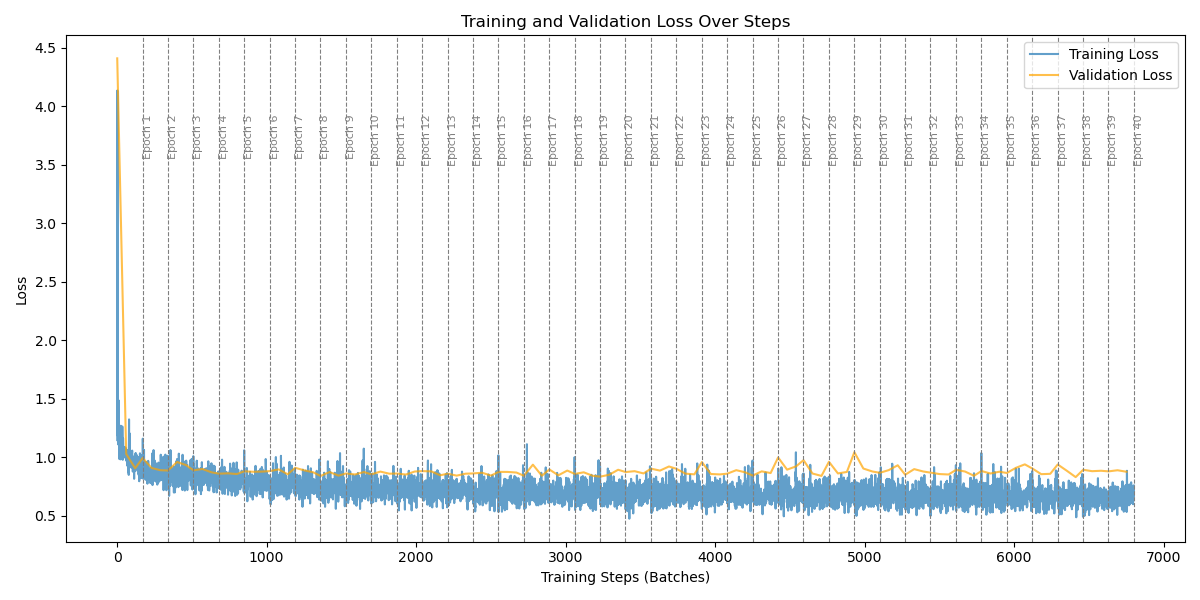 Training and Validation Loss Over Steps
Training Loss
Validation Loss
Epoch 1
Epoch 2
Epoch 3
Epoch 4
Epoch 5
Epoch 6
Epoch 7
Epoch 8
Epoch 9
Epoch 10
Epoch 11
Epoch 12
Epoch 13
Epoch 14
Epoch 15
Epoch 16
Epoch 17
Epoch 18
Epoch 19
Epoch 20
Epoch 21
Epoch 22
Epoch 23
Epoch 24
Epoch 25
Epoch 26
Epoch 27
Epoch 28
Epoch 29
Epoch 30
Epoch 31
Epoch 32
Epoch 33
Epoch 34
Epoch 35
Epoch 36
Epoch 37
Epoch 38
Epoch 39
Epoch 40
Loss
4.5
4.0
3.5
3.0
2.5
2.0
1.5
1.0
0.5
0 1000 2000 3000 4000 5000 6000 7000
Training Steps (Batches)